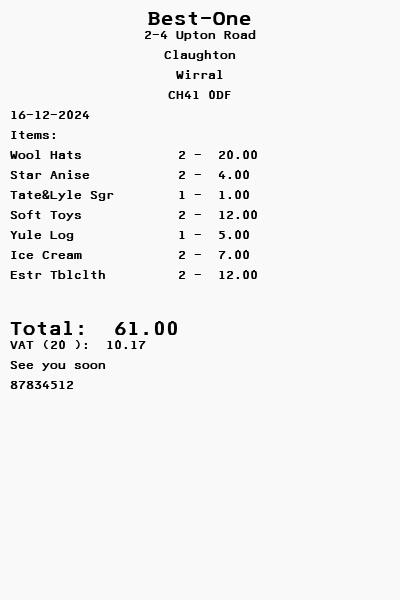 Best-One
2-4 Upton Road
Claughton
Wirral
CH41 0DF
16-12-2024
Items:
Wool Hats 2 - 20.00
Star Anise 2 - 4.00
Tate&Lyle Sgr 1 - 1.00
Soft Toys 2 - 12.00
Yule Log 1 - 5.00
Ice Cream 2 - 7.00
Estr Tblclth 2 - 12.00
Total: 61.00
VAT (20 ): 10.17
See you soon
87834512